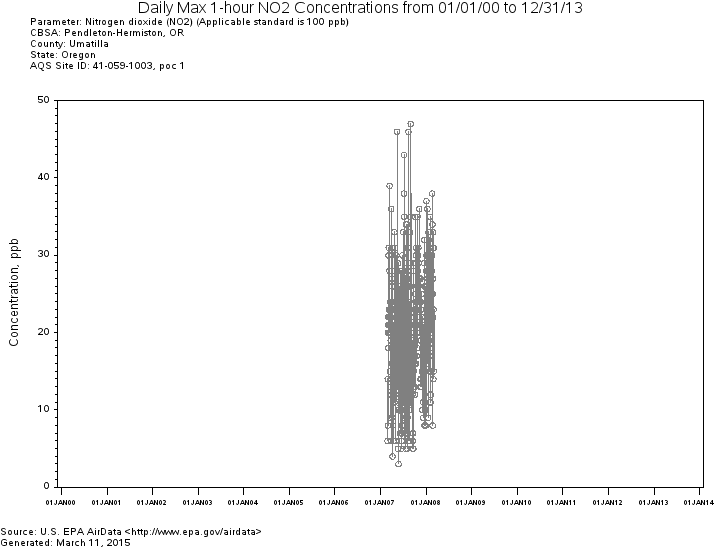 Daily Max 1-hour NO2 Concentrations from 01/01/00 to 12/31/13
Parameter: Nitrogen dioxide (NO2) (Applicable standard is 100 ppb)
CBSA: Pendleton-Hermiston, OR
County: Umatilla
State: Oregon
AQS Site ID: 41-059-1003, poc 1
50
40
30
20
10
0
Concentration, ppb
01JAN00 01JAN01 01JAN02 01JAN03 01JAN04 01JAN05 01JAN06 01JAN07 01JAN08 01JAN09 01JAN10 01JAN11 01JAN12 01JAN13 01JAN14
Source: U.S. EPA AirData <http://www.epa.gov/airdata>
Generated: March 11, 2015